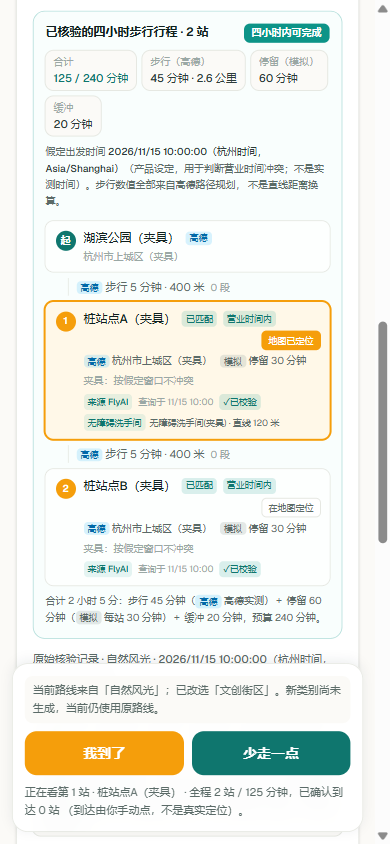 已核验的四小时步行行程 · 2 站
四小时内可完成
合计
125 / 240 分钟
步行（高德）
45 分钟 · 2.6 公里
停留（模拟）
60 分钟
缓冲
20 分钟
假定出发时间 2026/11/15 10:00:00（杭州时间，
Asia/Shanghai）（产品设定，用于判断营业时间冲突；不是实
测时间）。步行数值全部来自高德路径规划， 不是直线距离换
算。
起
湖滨公园（夹具） 高德
杭州市上城区（夹具）
高德 步行 5 分钟 · 400 米 0 段
1
桩站点A（夹具） 已匹配 营业时间内
地图已定位
高德 杭州市上城区（夹具） 模拟 停留 30 分钟
夹具：按假定窗口不冲突
来源 FlyAI 查询于 11/15 10:00 ✓已校验
无障碍洗手间 无障碍洗手间(夹具) · 直线 120 米
高德 步行 5 分钟 · 400 米 0 段
2
桩站点B（夹具） 已匹配 营业时间内
在地图定位
高德 杭州市上城区（夹具） 模拟 停留 30 分钟
夹具：按假定窗口不冲突
来源 FlyAI 查询于 11/15 10:00 ✓已校验
合计 2 小时 5 分：步行 45 分钟（ 高德 高德实测）+ 停留 60
分钟（ 模拟 每站 30 分钟）+ 缓冲 20 分钟，预算 240 分钟。
原始核验记录 · 自然风光 · 2026/11/15 10:00:00（杭州时间，
当前路线来自「自然风光」；已改选「文创街区」。新类别尚未
生成，当前仍使用原路线。
我到了
少走一点
正在看第 1 站 · 桩站点A（夹具） · 全程 2 站 / 125 分钟，已确认到
达 0 站 （到达由你手动点，不是真实定位）。